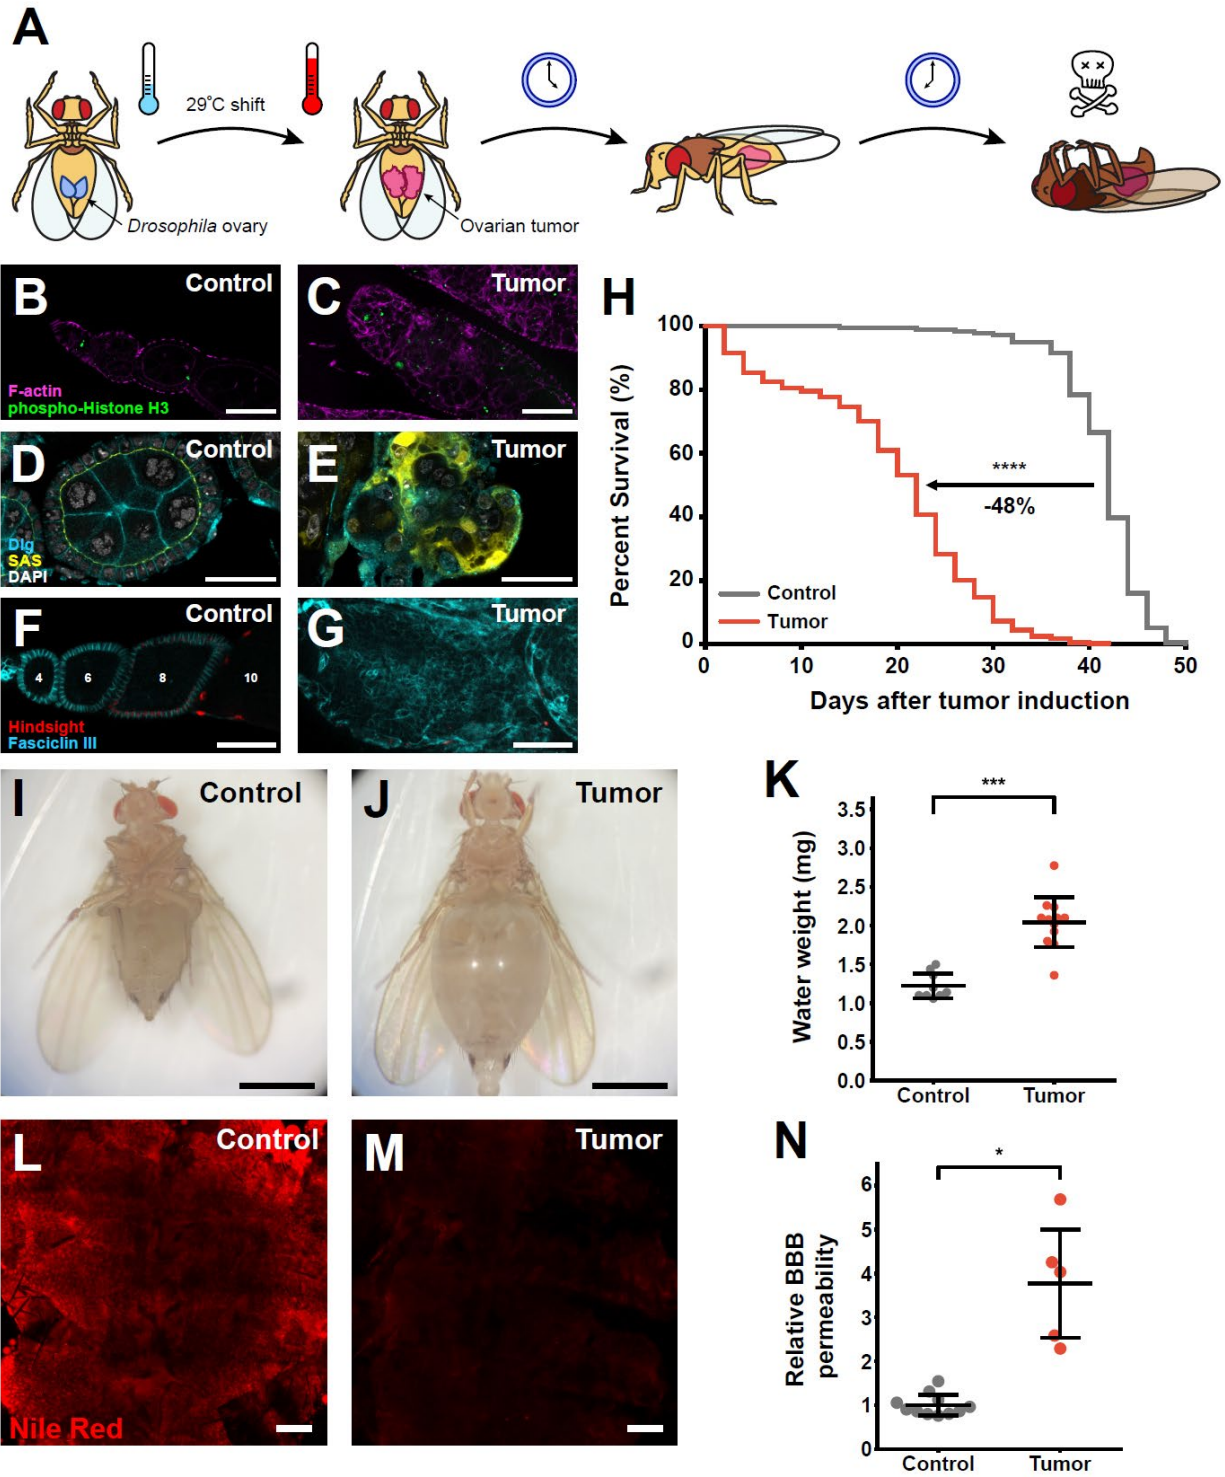 A
29°C shift
Drosophila ovary
Ovarian tumor
B
Control
F-actin
phospho-Histone H3
C
Tumor
D
Control
Dlg
SAS
DAPI
E
Tumor
F
Control
4 6 8 10
Hindsight
Fasciclin III
G
Tumor
H
Percent Survival (%)
100
80
60
40
20
0
****
-48%
Control
Tumor
0 10 20 30 40 50
Days after tumor induction
I
Control
J
Tumor
K
***
Water weight (mg)
3.5
3.0
2.5
2.0
1.5
1.0
0.5
0.0
Control Tumor
L
Control
Nile Red
M
Tumor
N
*
Relative BBB
permeability
6
5
4
3
2
1
0
Control Tumor